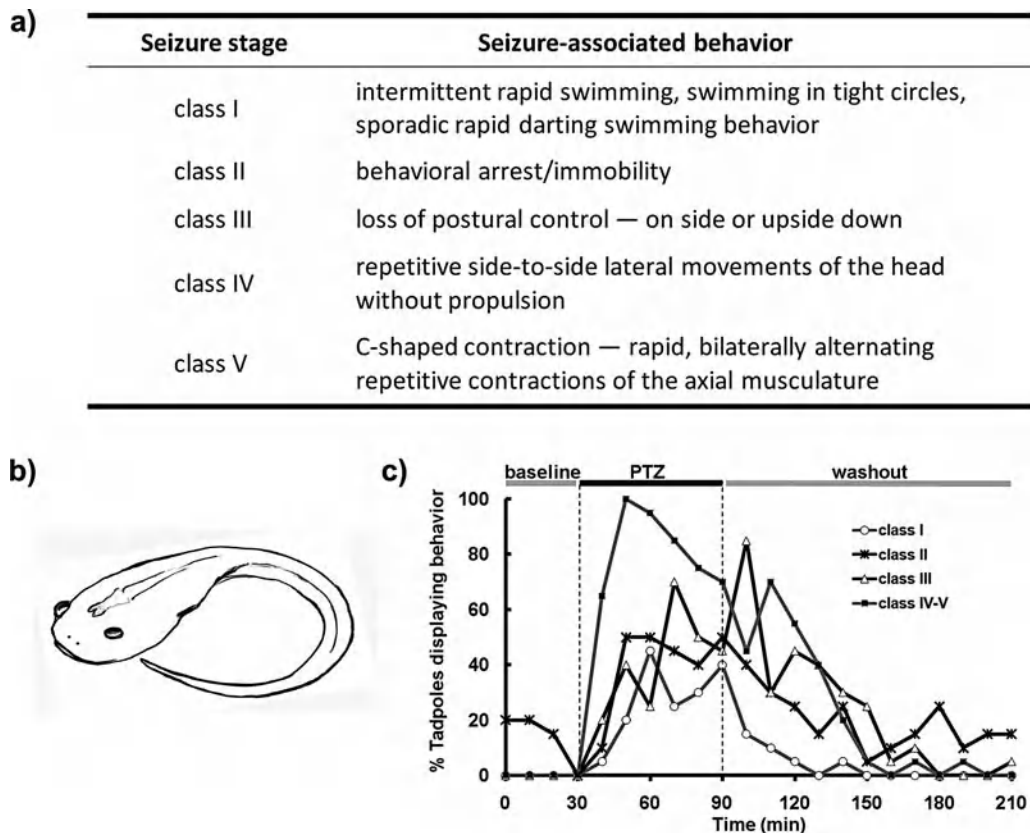 a)
Seizure stage Seizure-associated behavior
class I
intermittent rapid swimming, swimming in tight circles,
sporadic rapid darting swimming behavior
class II behavioral arrest/immobility
class III loss of postural control — on side or upside down
class IV
repetitive side-to-side lateral movements of the head
without propulsion
class V
C-shaped contraction — rapid, bilaterally alternating
repetitive contractions of the axial musculature
b)
c)
baseline PTZ washout
% Tadpoles displaying behavior
100
80
60
40
20
0
class I
class II
class III
class IV-V
0 30 60 90 120 150 180 210
Time (min)